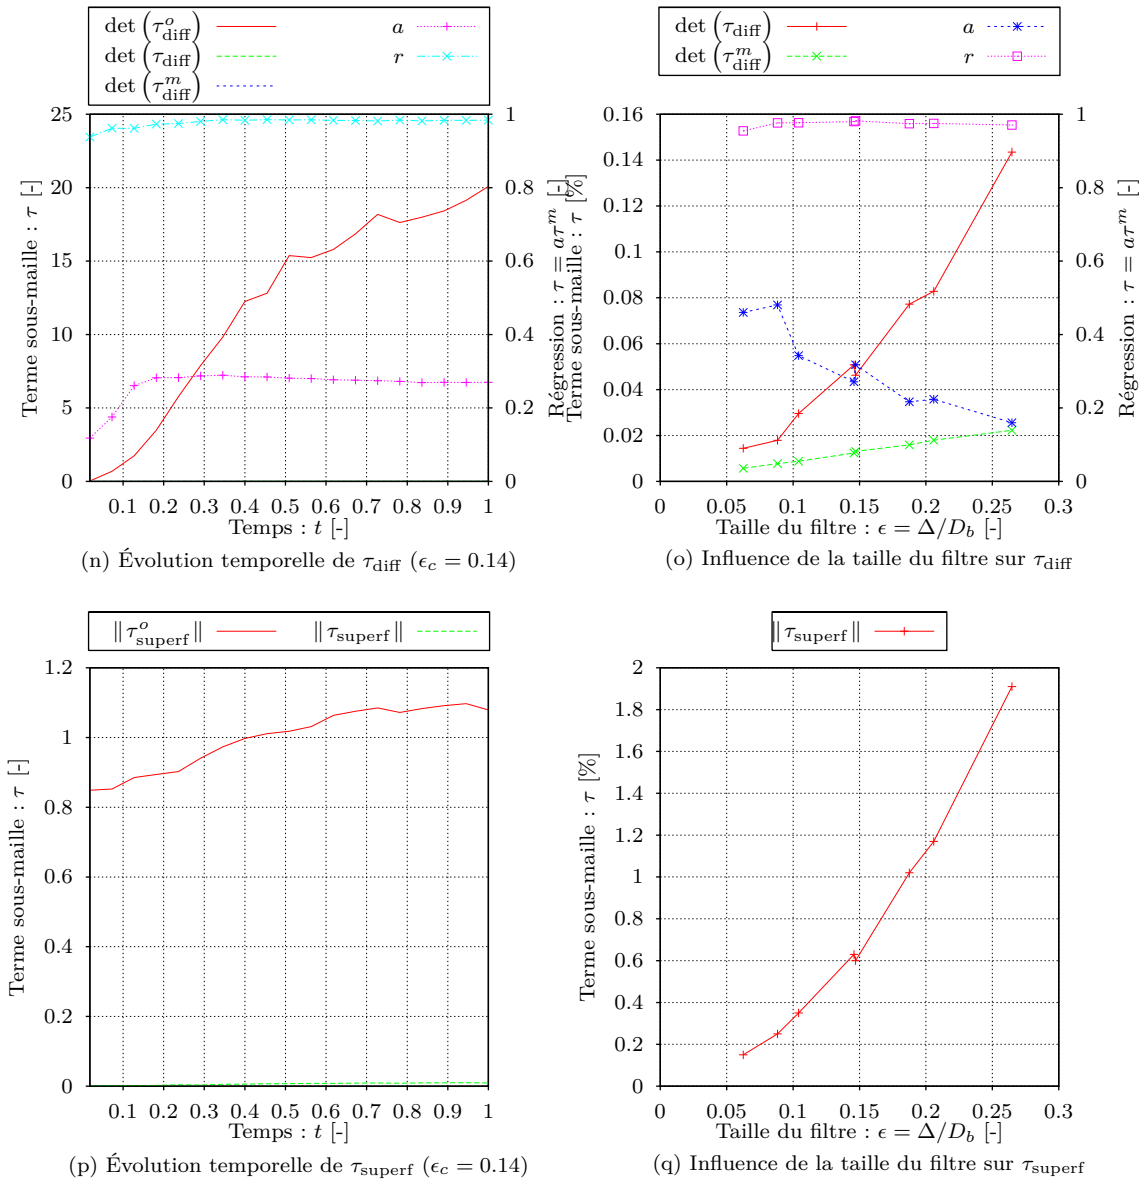 det (τ^o_diff) a
det (τ_diff) r
det (τ^m_diff)
25
20
15
10
5
0
Terme sous-maille : τ [-]
1
0.8
0.6
0.4
0.2
0
Régression : τ = aτ^m [-]
0.1 0.2 0.3 0.4 0.5 0.6 0.7 0.8 0.9 1
Temps : t [-]
(n) Évolution temporelle de τ_diff (ϵ_c = 0.14)
det (τ_diff) a
det (τ^m_diff) r
0.16
0.14
0.12
0.1
0.08
0.06
0.04
0.02
0
Terme sous-maille : τ [%]
1
0.8
0.6
0.4
0.2
0
Régression : τ = aτ^m [-]
0 0.05 0.1 0.15 0.2 0.25 0.3
Taille du filtre : ϵ = Δ/D_b [-]
(o) Influence de la taille du filtre sur τ_diff
||τ^o_superf|| ||τ_superf||
1.2
1
0.8
0.6
0.4
0.2
0
Terme sous-maille : τ [-]
0.1 0.2 0.3 0.4 0.5 0.6 0.7 0.8 0.9 1
Temps : t [-]
(p) Évolution temporelle de τ_superf (ϵ_c = 0.14)
||τ_superf||
2
1.8
1.6
1.4
1.2
1
0.8
0.6
0.4
0.2
0
Terme sous-maille : τ [%]
0 0.05 0.1 0.15 0.2 0.25 0.3
Taille du filtre : ϵ = Δ/D_b [-]
(q) Influence de la taille du filtre sur τ_superf